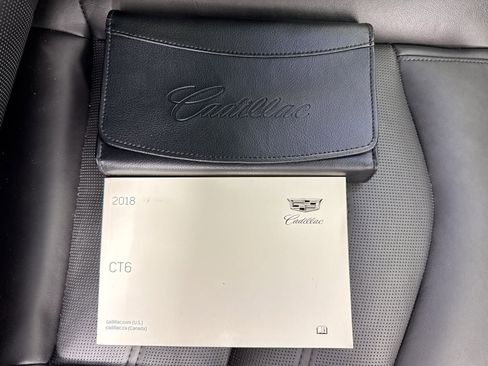 Cadillac
2018
Cadillac
CT6
cadillac.com (U.S.)
cadillac.ca (Canada)